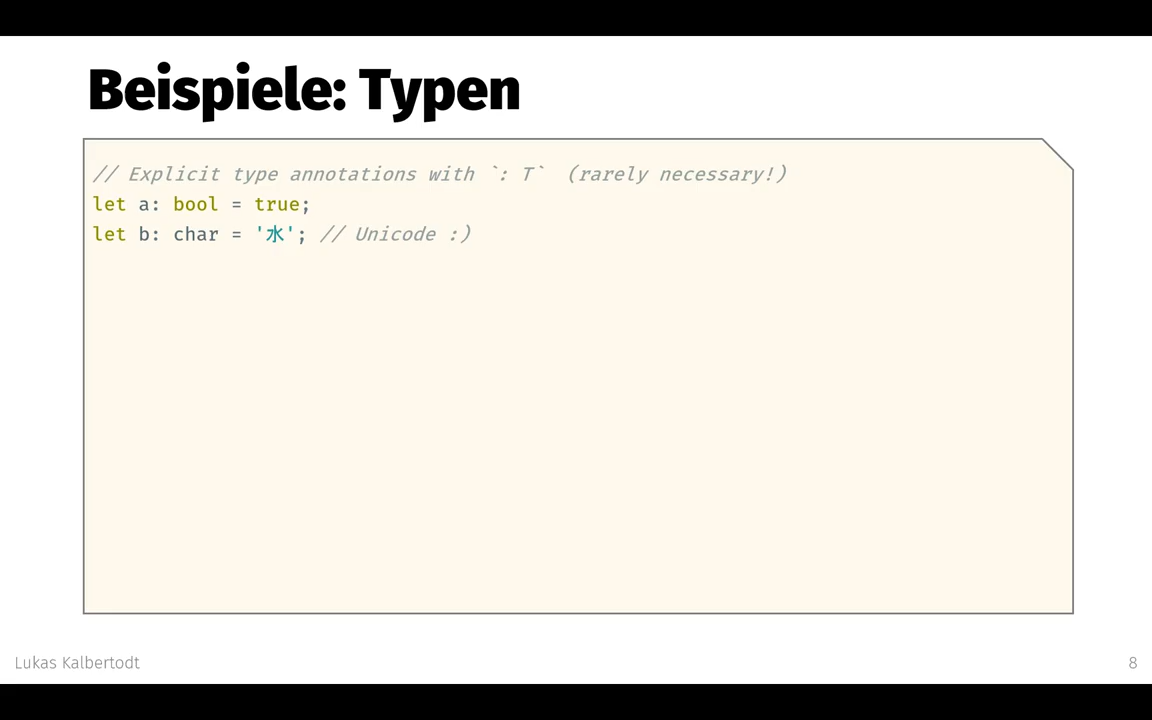 Beispiele: Typen
// Explicit type annotations with `: T`  (rarely necessary!)
let a: bool = true;
let b: char = '水'; // Unicode :)
Lukas Kalbertodt
8